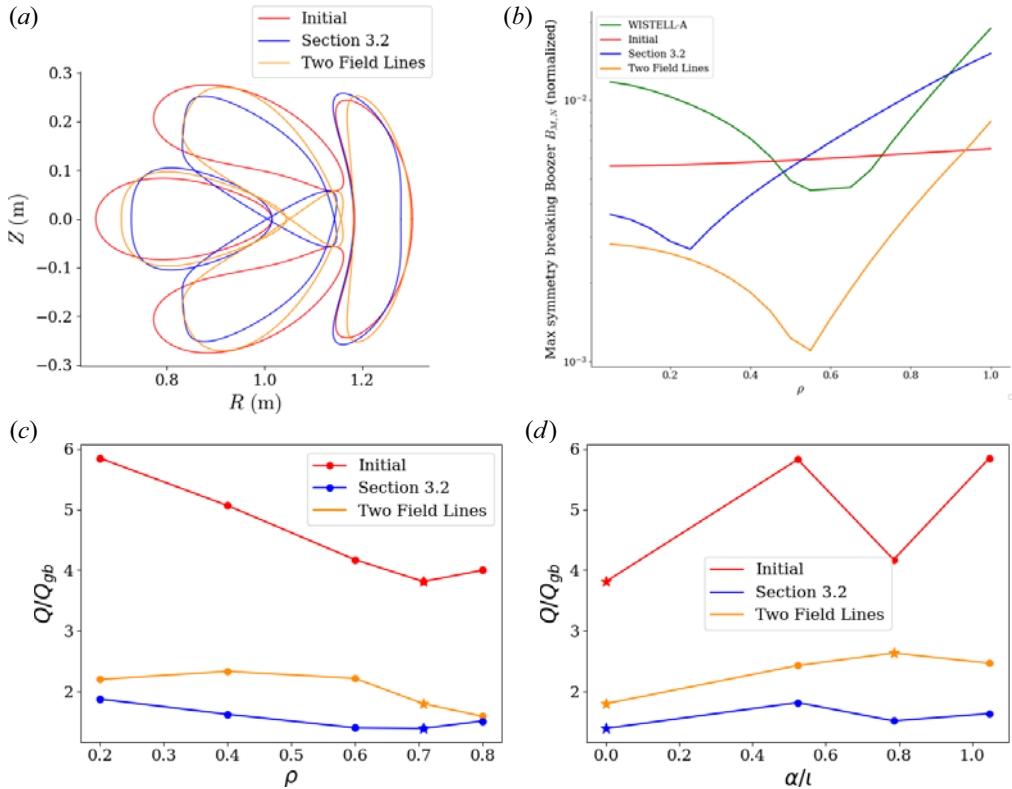 (a)
Initial
Section 3.2
Two Field Lines
0.3
0.2
0.1
0.0
−0.1
−0.2
−0.3
Z (m)
0.8 1.0 1.2
R (m)
(b)
WISTELL-A
Initial
Section 3.2
Two Field Lines
10⁻²
10⁻³
Max symmetry breaking Boozer B_{M,N} (normalized)
0.2 0.4 0.6 0.8 1.0
ρ
(c)
Initial
Section 3.2
Two Field Lines
6
5
4
3
2
Q/Q_{gb}
0.2 0.3 0.4 0.5 0.6 0.7 0.8
ρ
(d)
Initial
Section 3.2
Two Field Lines
6
5
4
3
2
Q/Q_{gb}
0.0 0.2 0.4 0.6 0.8 1.0
α/ι